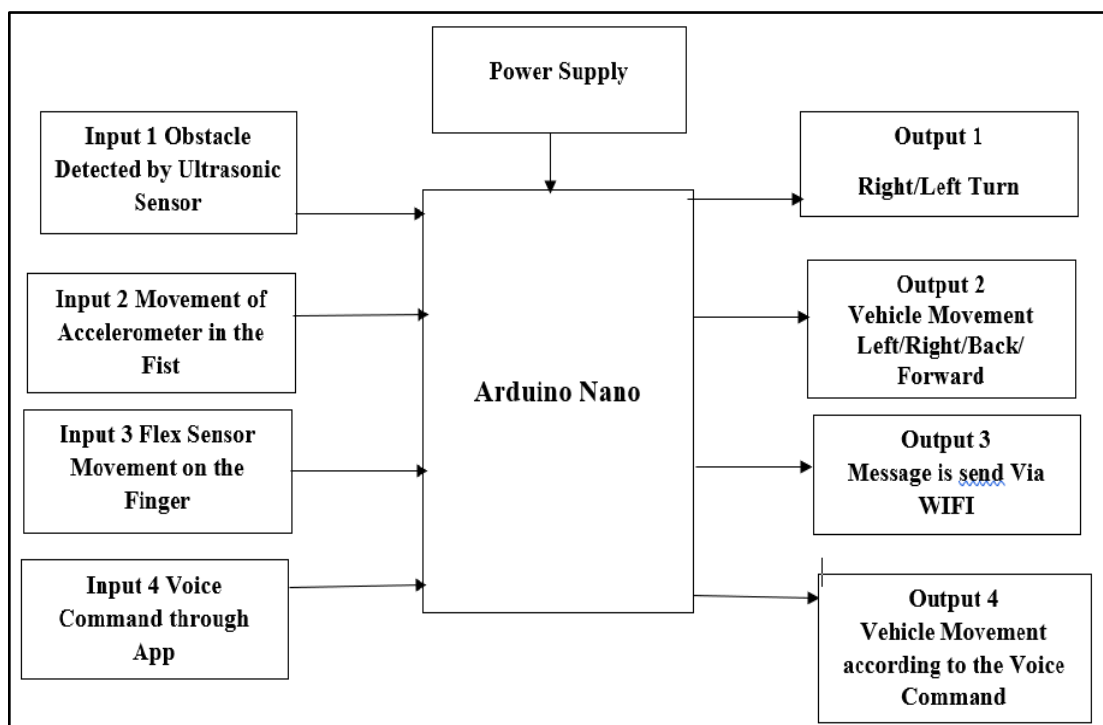 Power Supply
Input 1 Obstacle
Detected by Ultrasonic
Sensor
Input 2 Movement of
Accelerometer in the
Fist
Input 3 Flex Sensor
Movement on the
Finger
Input 4 Voice
Command through
App
Arduino Nano
Output 1
Right/Left Turn
Output 2
Vehicle Movement
Left/Right/Back/
Forward
Output 3
Message is send Via
WIFI
Output 4
Vehicle Movement
according to the Voice
Command